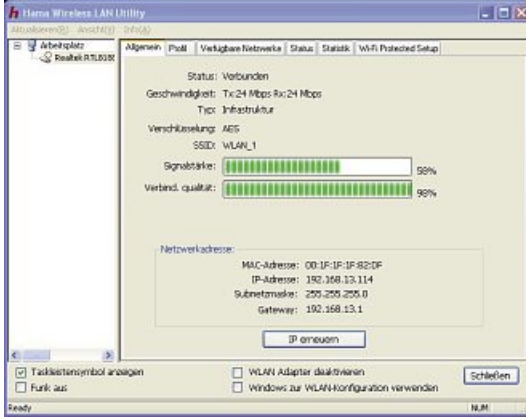 Hama Wireless LAN Utility
Aktualisieren(R) Ansicht(Y) Info(A)
Arbeitsplatz
Realtek RTL8180
Allgemein Profil Verfügbare Netzwerke Status Statistik Wi-Fi Protected Setup
Status: Verbunden
Geschwindigkeit: Tx:24 Mbps Rx:24 Mbps
Typ: Infrastruktur
Verschlüsselung: AES
SSID: WLAN_1
Signalstärke: 58%
Verbind. qualität: 98%
Netzwerkadresse:
MAC-Adresse: 00:1F:1F:1F:82:DF
IP-Adresse: 192.168.13.114
Subnetzmaske: 255.255.255.0
Gateway: 192.168.13.1
IP erneuern
Taskleistensymbol anzeigen
WLAN Adapter deaktivieren
Schließen
Funk aus
Windows zur WLAN-Konfiguration verwenden
Ready NUM